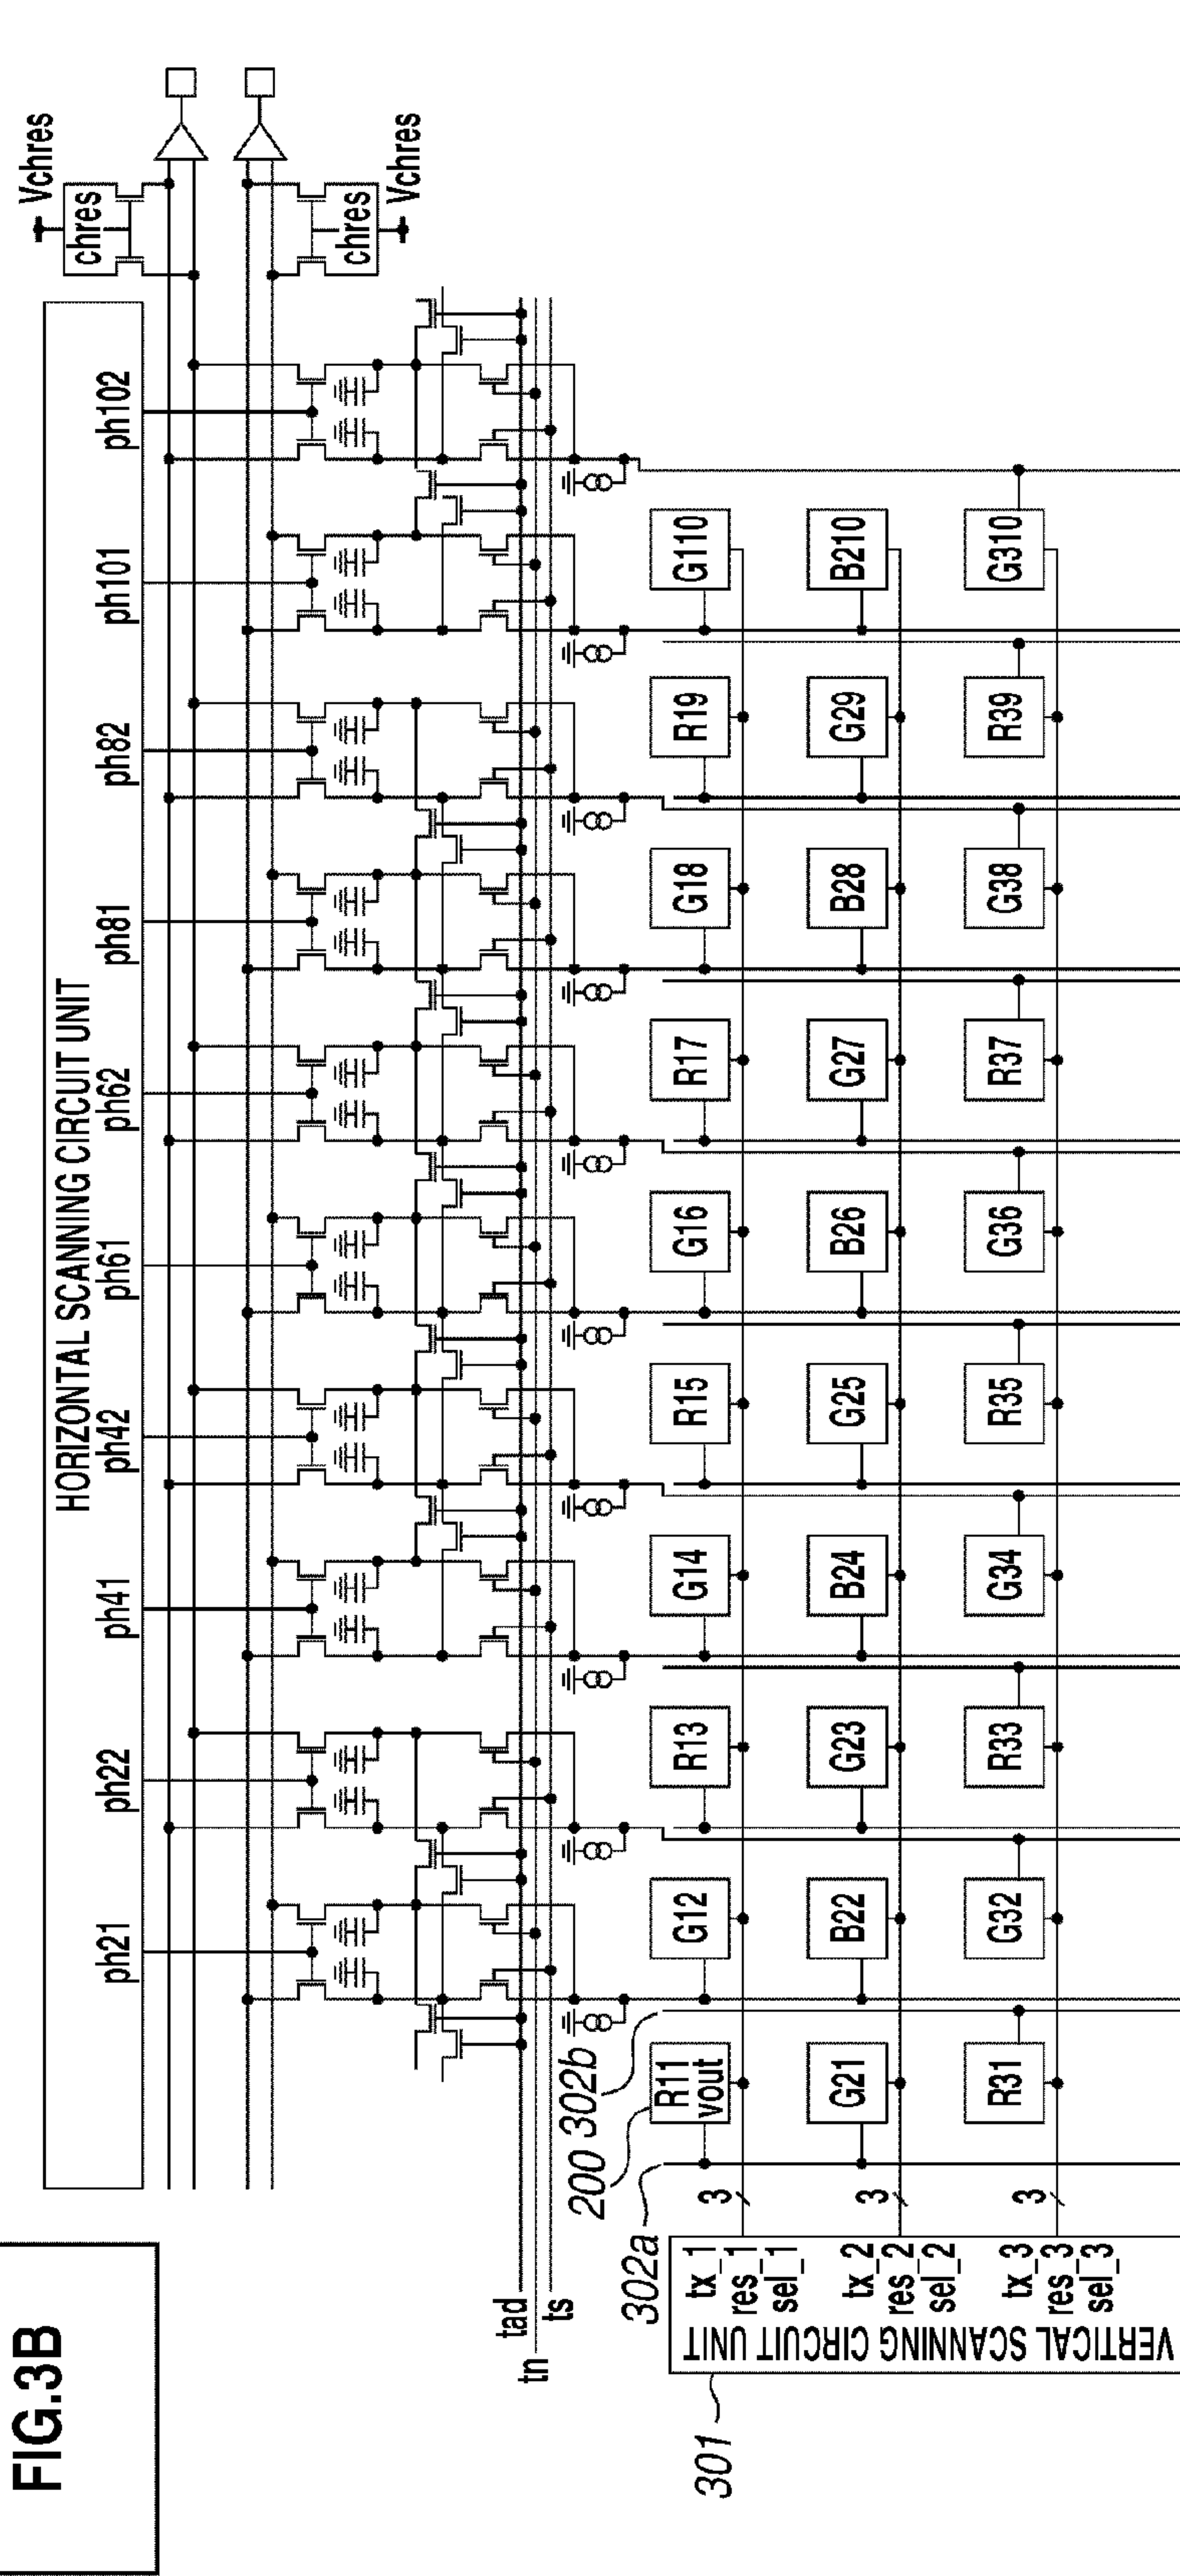 FIG.3B
HORIZONTAL SCANNING CIRCUIT UNIT
ph21 ph22 ph41 ph42 ph61 ph62 ph81 ph82 ph101 ph102
Vchres
chres
chres
Vchres
tad
tn
ts
302a
200
302b
301
VERTICAL SCANNING CIRCUIT UNIT
tx_1
res_1
sel_1
3
R11 G12 R13 G14 R15 G16 R17 G18 R19 G110
vout
tx_2
res_2
sel_2
3
G21 B22 G23 B24 G25 B26 G27 B28 G29 B210
tx_3
res_3
sel_3
3
R31 G32 R33 G34 R35 G36 R37 G38 R39 G310